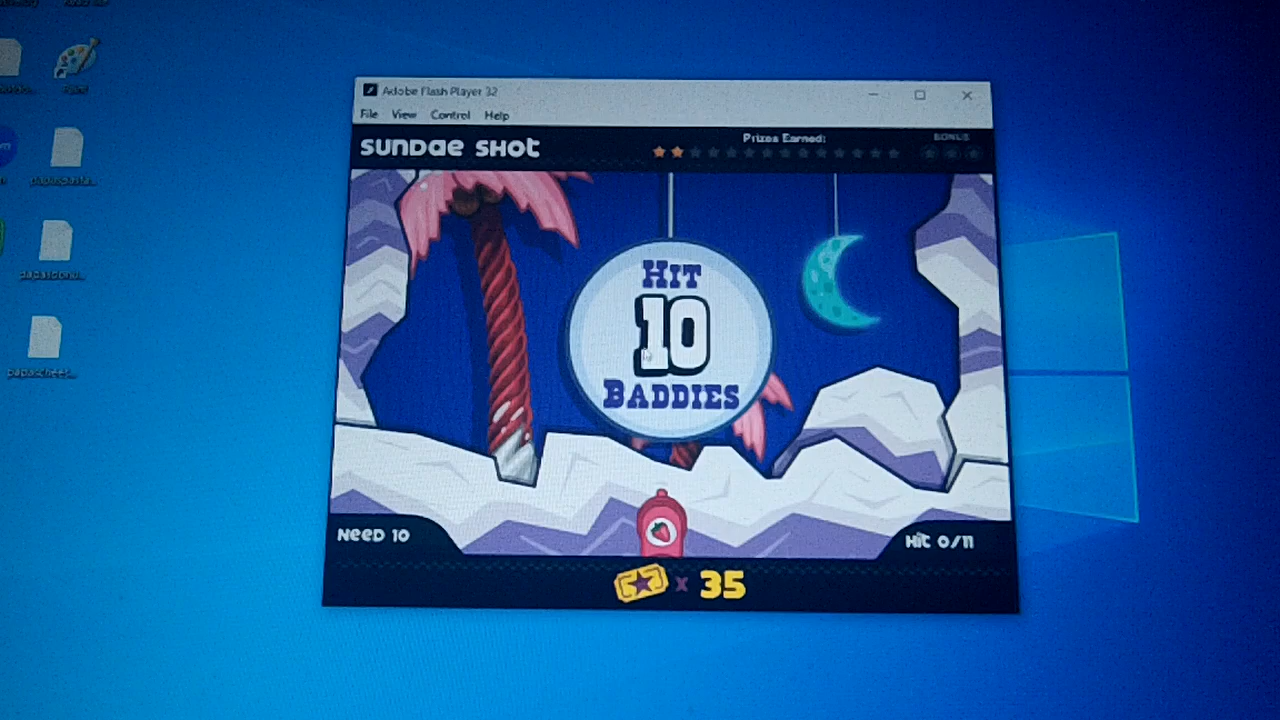 Adobe Flash Player 32
File View Control Help
Sundae Shot
Prizes Earned:
BONUS
Hit
10
Baddies
Need 10
Hit 0/11
x 35